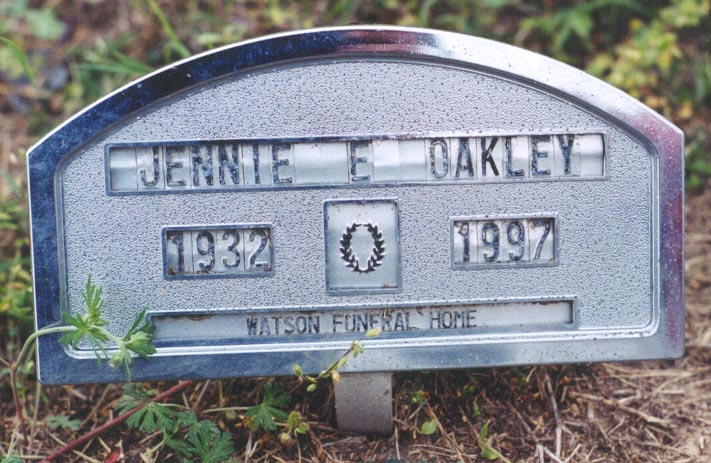 JENNIE E OAKLEY
1932 1997
WATSON FUNERAL HOME